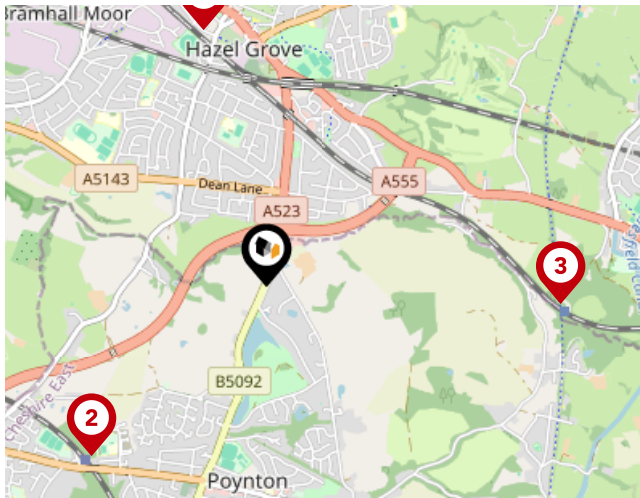 Bramhall Moor
Hazel Grove
A5143
Dean Lane
A555
A523
3
B5092
Cheshire East
2
Poynton